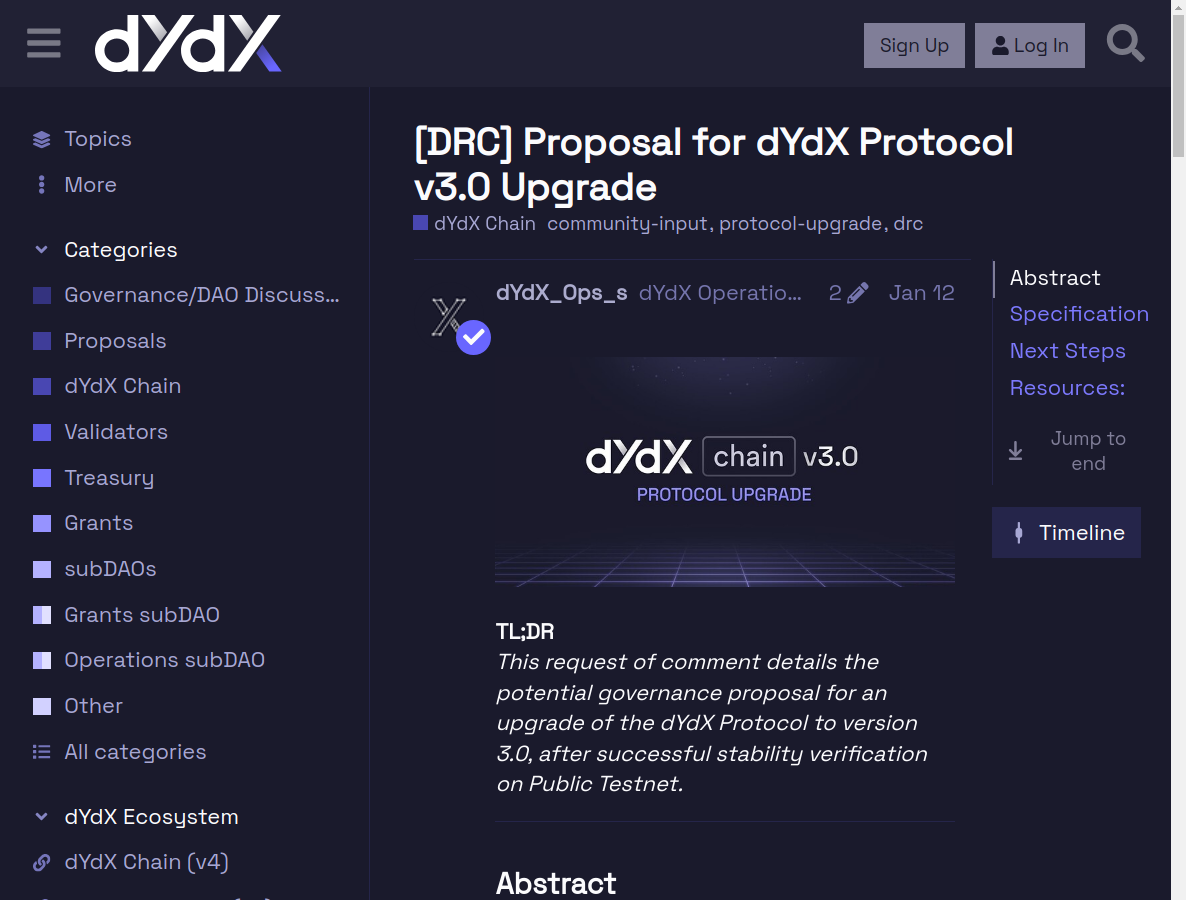 dYdX
Sign Up
Log In
Topics
More
Categories
Governance/DAO Discuss...
Proposals
dYdX Chain
Validators
Treasury
Grants
subDAOs
Grants subDAO
Operations subDAO
Other
All categories
dYdX Ecosystem
dYdX Chain (v4)
[DRC] Proposal for dYdX Protocol
v3.0 Upgrade
dYdX Chain community-input, protocol-upgrade, drc
dYdX_Ops_s dYdX Operatio... 2 Jan 12
dYdX chain v3.0
PROTOCOL UPGRADE
TL;DR
This request of comment details the
potential governance proposal for an
upgrade of the dYdX Protocol to version
3.0, after successful stability verification
on Public Testnet.
Abstract
Abstract
Specification
Next Steps
Resources:
Jump to
end
Timeline